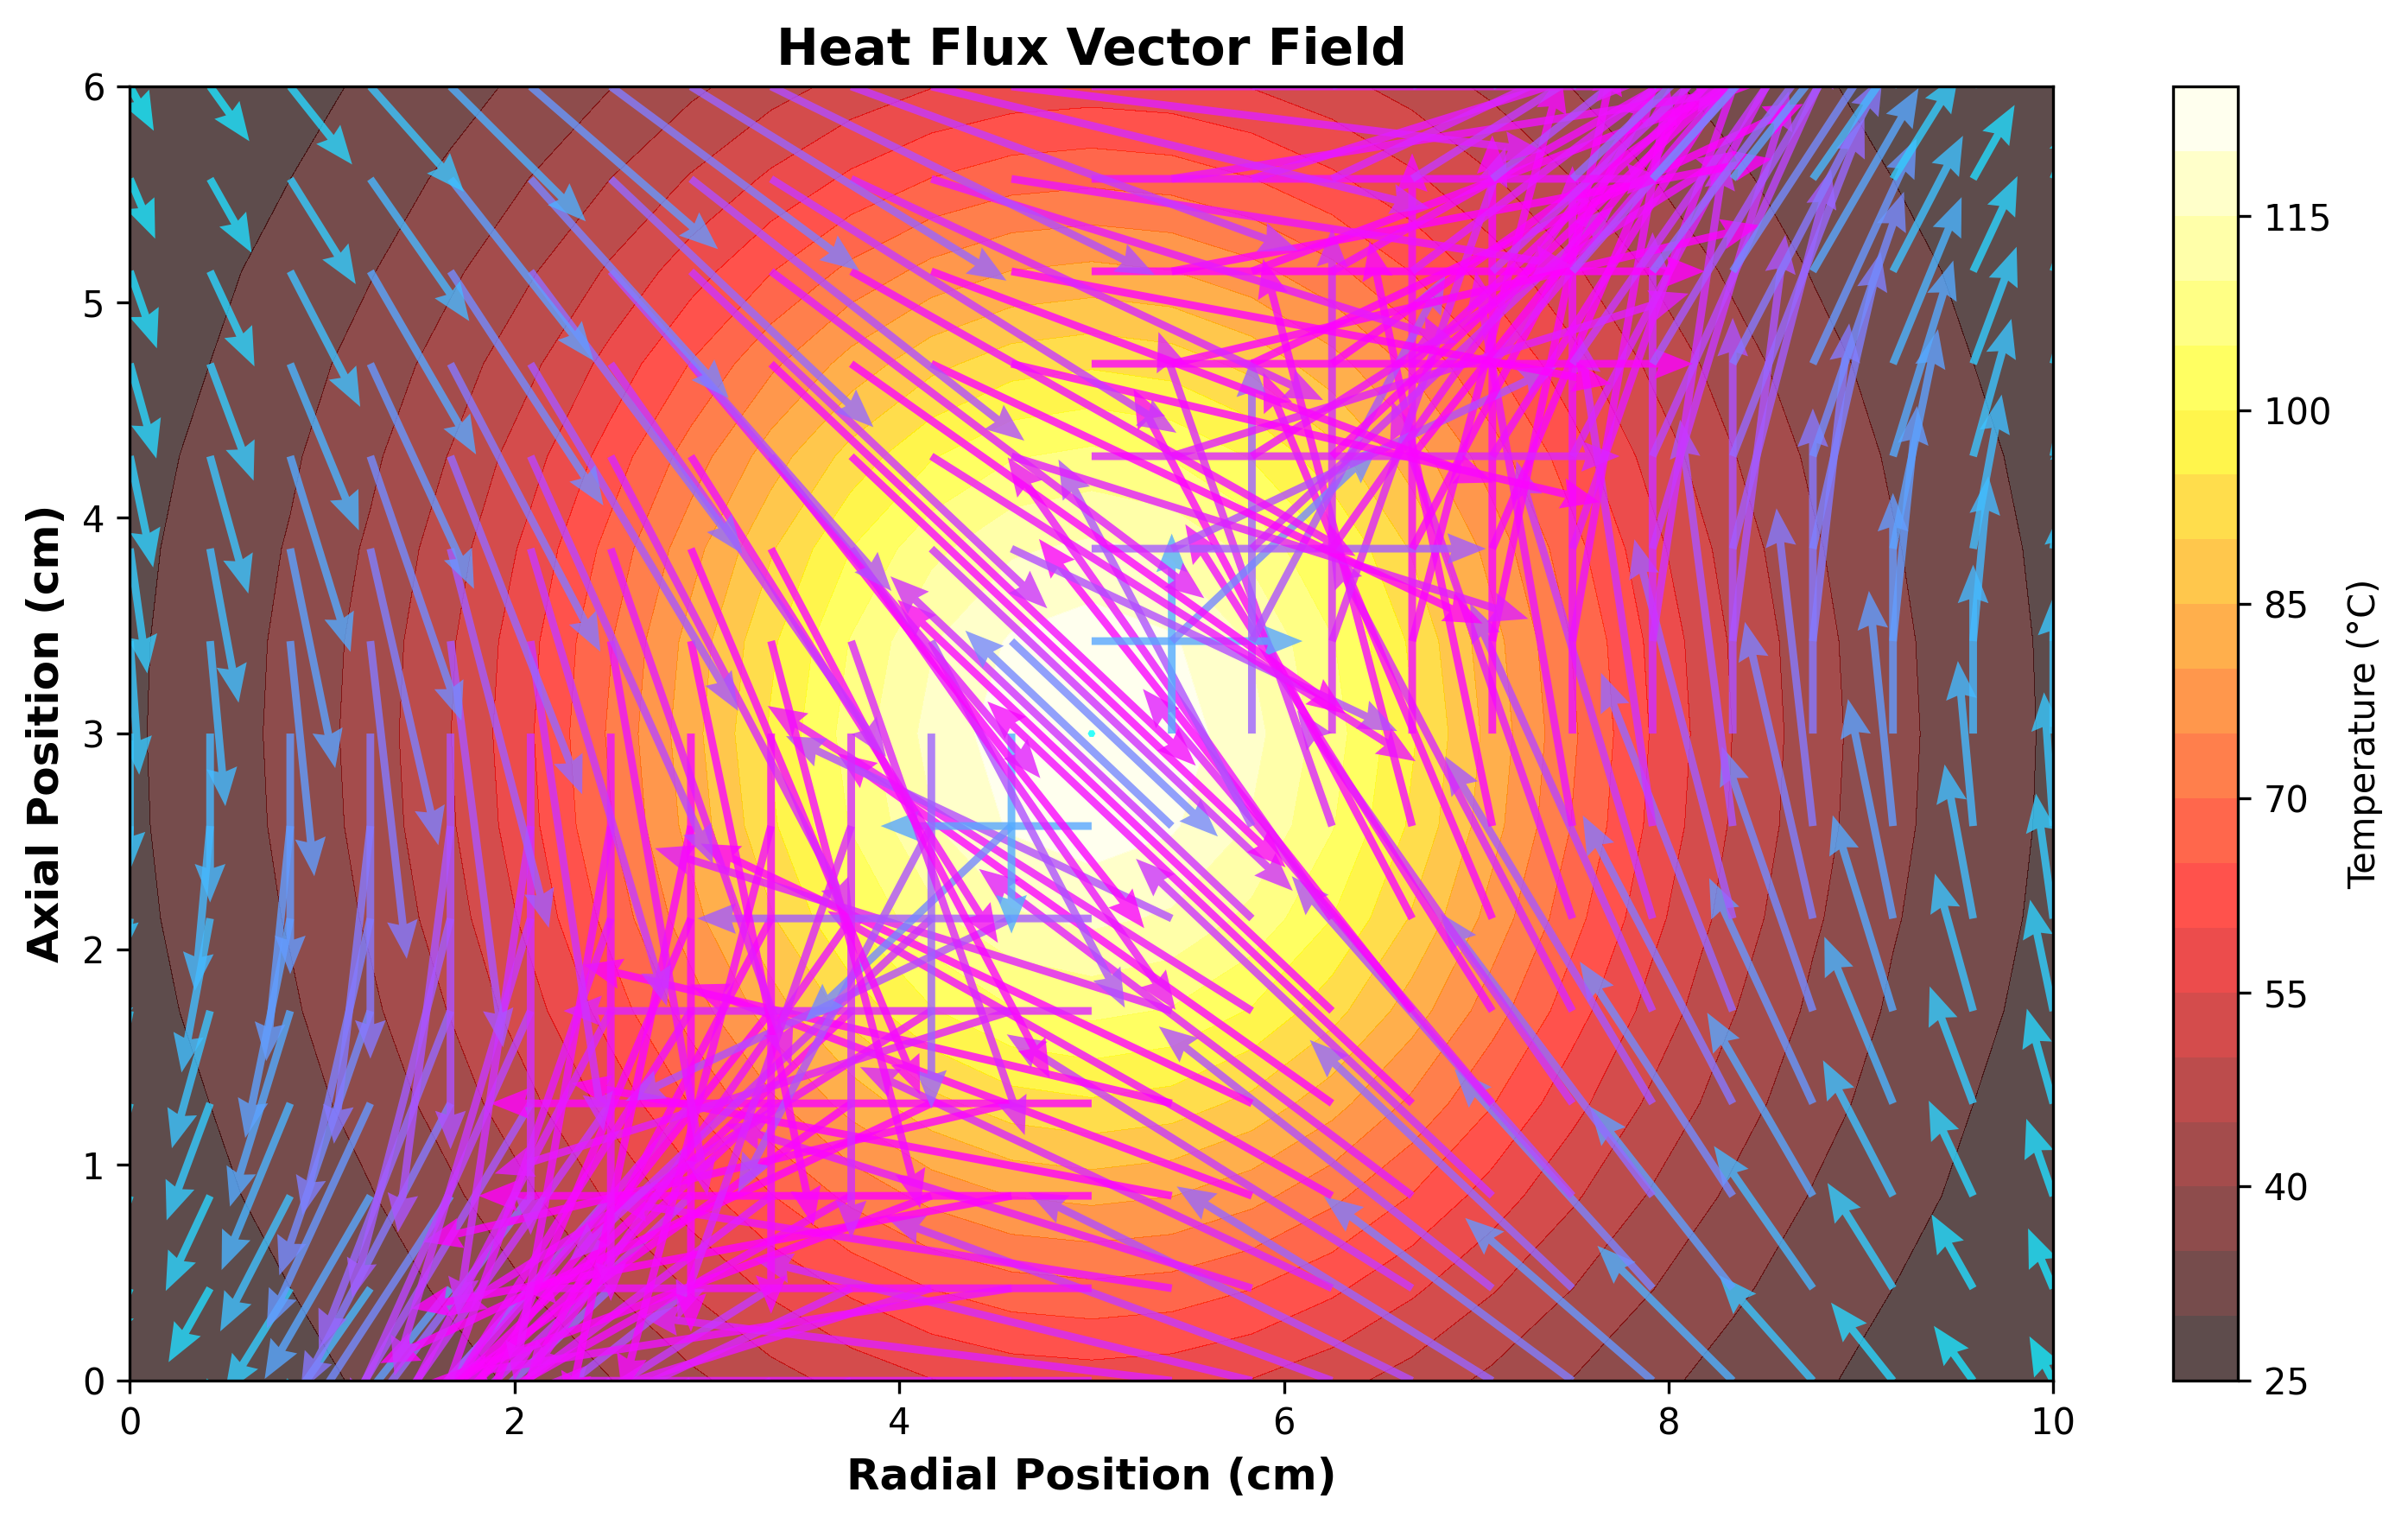 Heat Flux Vector Field
6
5
4
3
2
1
0
Axial Position (cm)
0 2 4 6 8 10
Radial Position (cm)
115
100
85
70
55
40
25
Temperature (°C)